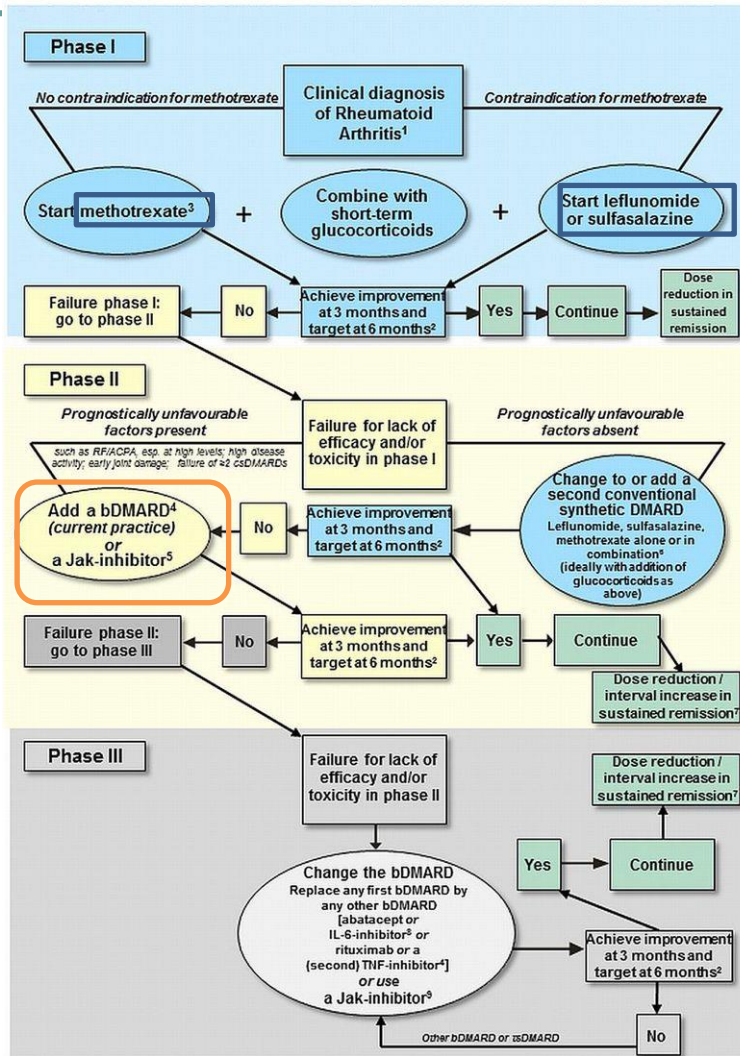 Phase I
No contraindication for methotrexate
Clinical diagnosis
of Rheumatoid
Arthritis¹
Contraindication for methotrexate
Start methotrexate³
+
Combine with
short-term
glucocorticoids
+
Start leflunomide
or sulfasalazine
Failure phase I:
go to phase II
No
Achieve improvement
at 3 months and
target at 6 months²
Yes
Continue
Dose
reduction in
sustained
remission
Phase II
Prognostically unfavourable
factors present
such as RF/ACPA, esp. at high levels; high disease
activity; early joint damage; failure of ≥2 csDMARDs
Failure for lack of
efficacy and/or
toxicity in phase I
Prognostically unfavourable
factors absent
Add a bDMARD⁴
(current practice)
or
a Jak-inhibitor⁵
No
Achieve improvement
at 3 months and
target at 6 months²
Change to or add a
second conventional
synthetic DMARD
Leflunomide, sulfasalazine,
methotrexate alone or in
combination⁶
(ideally with addition of
glucocorticoids as
above)
Failure phase II:
go to phase III
No
Achieve improvement
at 3 months and
target at 6 months²
Yes
Continue
Dose reduction /
interval increase in
sustained remission⁷
Phase III
Failure for lack of
efficacy and/or
toxicity in phase II
Dose reduction /
interval increase in
sustained remission⁷
Yes
Continue
Change the bDMARD
Replace any first bDMARD by
any other bDMARD
[abatacept or
IL-6-inhibitor⁸ or
rituximab or a
(second) TNF-inhibitor⁴]
or use
a Jak-inhibitor⁹
Achieve improvement
at 3 months and
target at 6 months²
Other bDMARD or tsDMARD
No